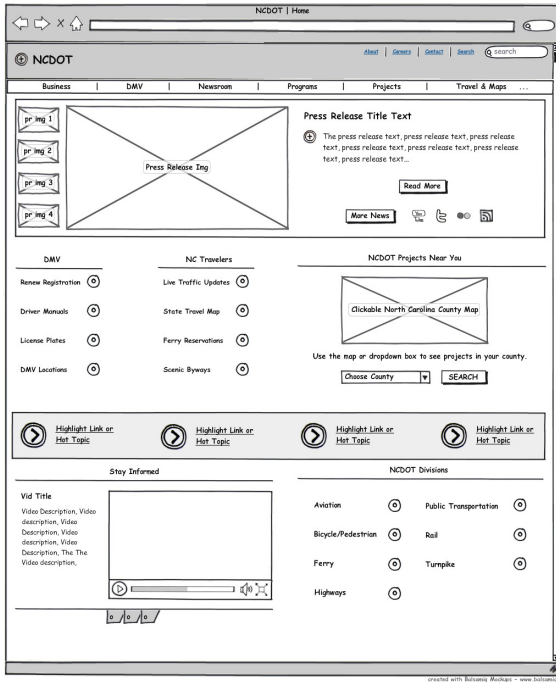 NCDOT | Home
NCDOT
About | Careers | Contact | Search
search
Business | DMV | Newsroom | Programs | Projects | Travel & Maps ...
pr img 1
pr img 2
pr img 3
pr img 4
Press Release Img
Press Release Title Text
The press release text, press release text, press release
text, press release text, press release text, press release
text, press release text...
Read More
More News
You
Tube
DMV
Renew Registration
Driver Manuals
License Plates
DMV Locations
NC Travelers
Live Traffic Updates
State Travel Map
Ferry Reservations
Scenic Byways
NCDOT Projects Near You
Clickable North Carolina County Map
Use the map or dropdown box to see projects in your county.
Choose County
SEARCH
Highlight Link or
Hot Topic
Highlight Link or
Hot Topic
Highlight Link or
Hot Topic
Highlight Link or
Hot Topic
Stay Informed
Vid Title
Video Description, Video
description, Video
Description, Video
description, Video
Description, The The
Video description,
NCDOT Divisions
Aviation
Bicycle/Pedestrian
Ferry
Highways
Public Transportation
Rail
Turnpike
created with Balsamiq Mockups - www.balsamiq